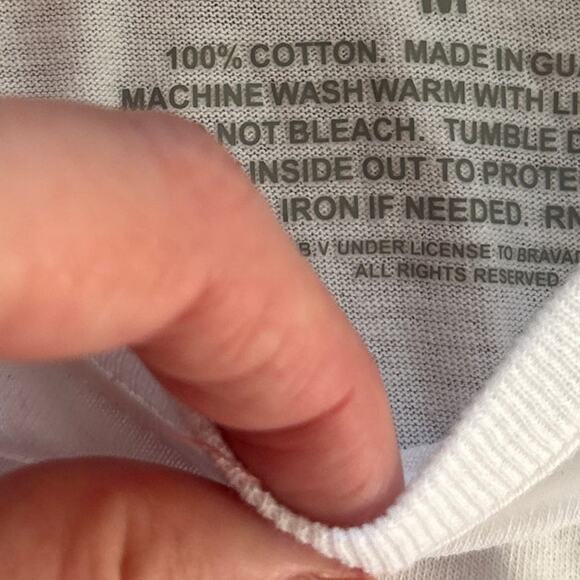 M
100% COTTON. MADE IN GU
MACHINE WASH WARM WITH LI
NOT BLEACH. TUMBLE D
INSIDE OUT TO PROTE
IRON IF NEEDED. RN
B.V UNDER LICENSE TO BRAVA
ALL RIGHTS RESERVED